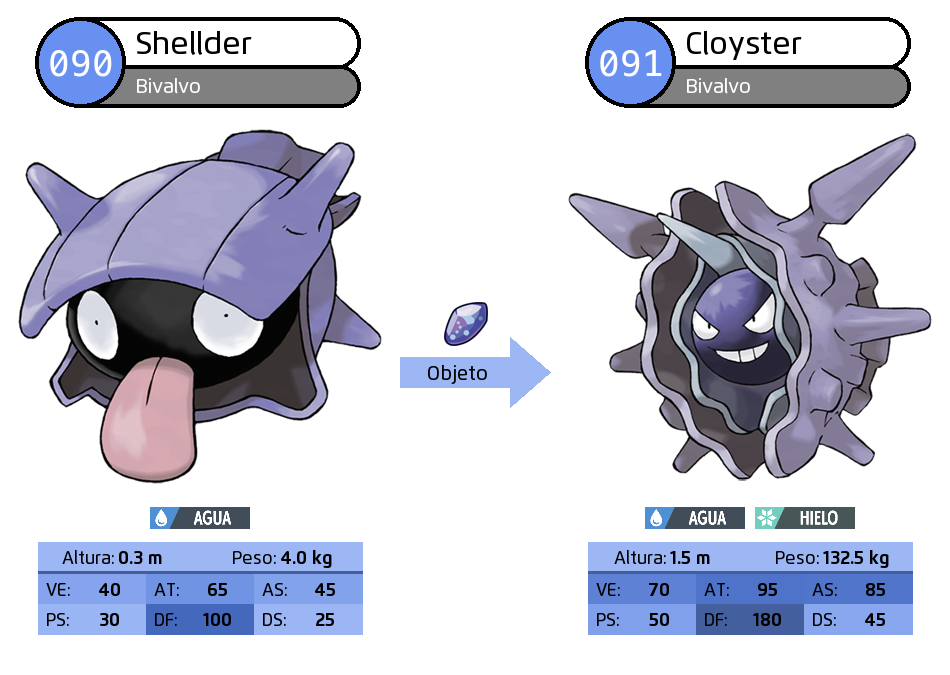 090
Shellder
Bivalvo
091
Cloyster
Bivalvo
Objeto
AGUA
AGUA
HIELO
Altura: 0.3 m Peso: 4.0 kg
VE: 40 AT: 65 AS: 45
PS: 30 DF: 100 DS: 25
Altura: 1.5 m Peso: 132.5 kg
VE: 70 AT: 95 AS: 85
PS: 50 DF: 180 DS: 45